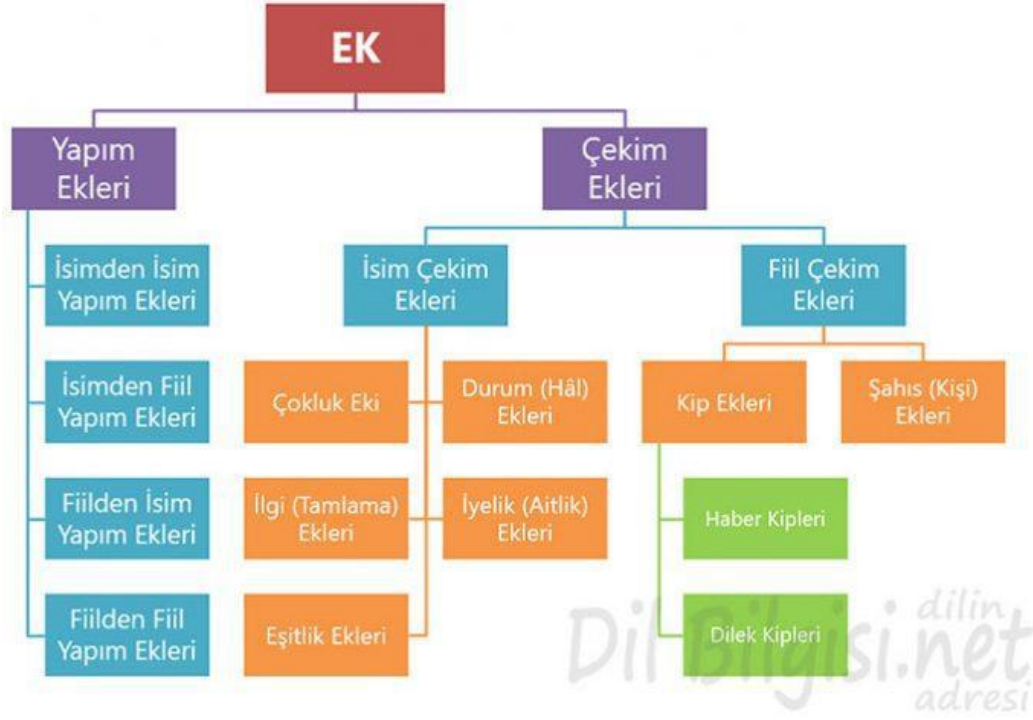 EK
Yapım
Ekleri
Çekim
Ekleri
İsimden İsim
Yapım Ekleri
İsim Çekim
Ekleri
Fiil Çekim
Ekleri
İsimden Fiil
Yapım Ekleri
Çokluk Eki
Durum (Hâl)
Ekleri
Kip Ekleri
Şahıs (Kişi)
Ekleri
Fiilden İsim
Yapım Ekleri
İlgi (Tamlama)
Ekleri
İyelik (Aitlik)
Ekleri
Haber Kipleri
Fiilden Fiil
Yapım Ekleri
Eşitlik Ekleri
Dilek Kipleri
dilin
Dil Bilgisi.net
adresi